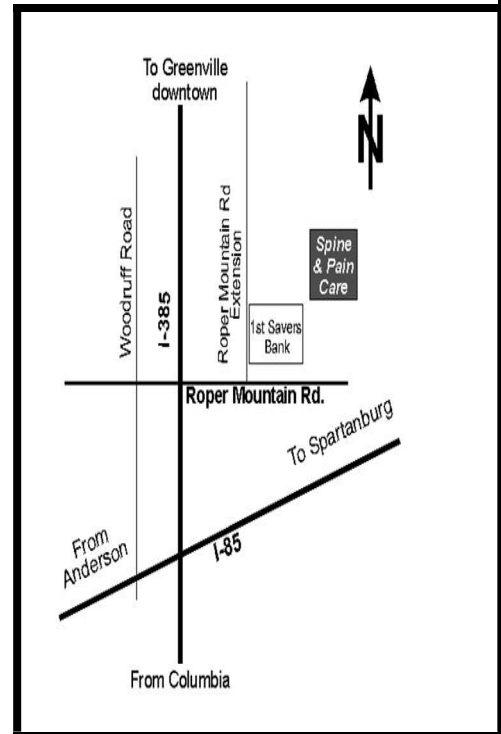 To Greenville
downtown
N
Woodruff Road
I-385
Roper Mountain Rd
Extension
Spine
& Pain
Care
1st Savers
Bank
Roper Mountain Rd.
To Spartanburg
From
Anderson
I-85
From Columbia